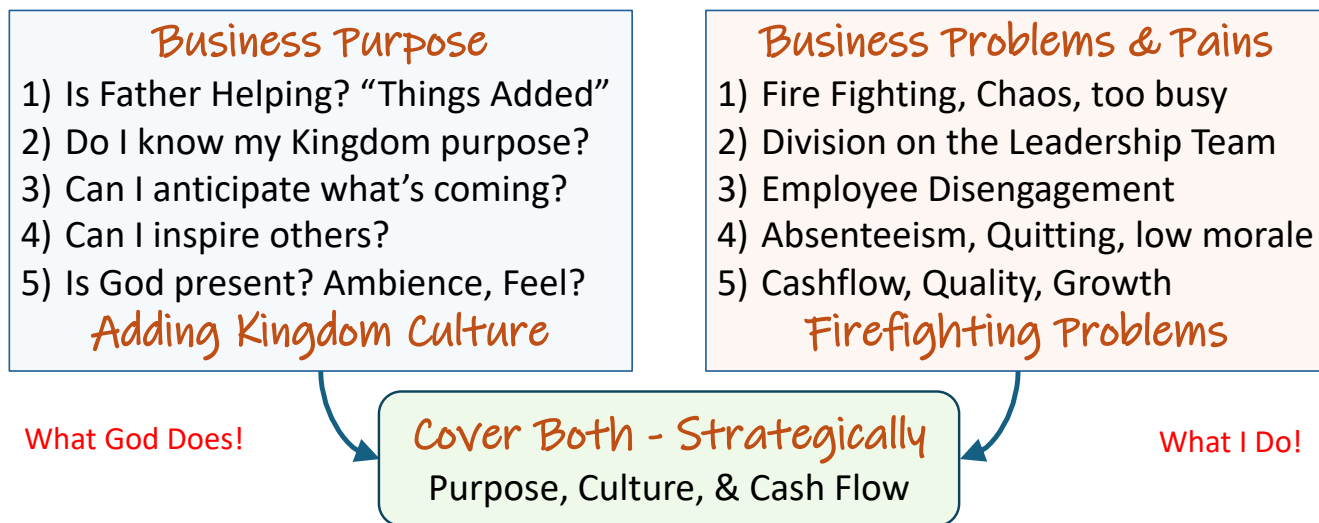 Business Purpose
1) Is Father Helping? “Things Added”
2) Do I know my Kingdom purpose?
3) Can I anticipate what’s coming?
4) Can I inspire others?
5) Is God present? Ambience, Feel?
Adding Kingdom Culture
Business Problems & Pains
1) Fire Fighting, Chaos, too busy
2) Division on the Leadership Team
3) Employee Disengagement
4) Absenteeism, Quitting, low morale
5) Cashflow, Quality, Growth
Firefighting Problems
What God Does!
Cover Both - Strategically
Purpose, Culture, & Cash Flow
What I Do!